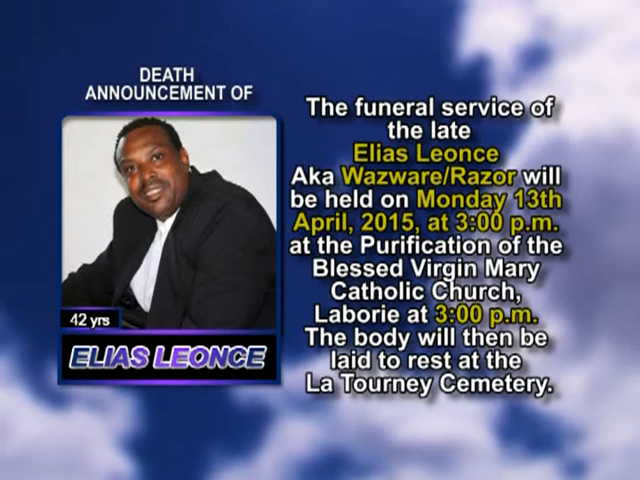 DEATH
ANNOUNCEMENT OF
42 yrs
ELIAS LEONCE
The funeral service of
the late
Elias Leonce
Aka Wazware/Razor will
be held on Monday 13th
April, 2015, at 3:00 p.m.
at the Purification of the
Blessed Virgin Mary
Catholic Church,
Laborie at 3:00 p.m.
The body will then be
laid to rest at the
La Tourney Cemetery.